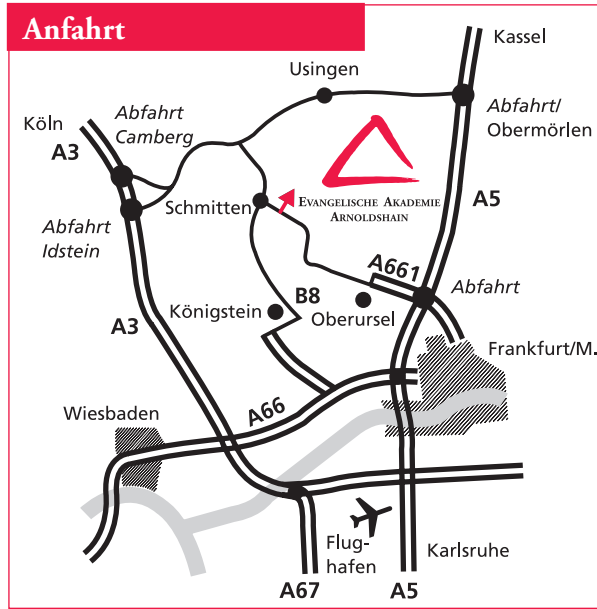 Anfahrt
Kassel
Usingen
Abfahrt
Camberg
Köln
A3
Abfahrt/
Obermörlen
Schmitten
EVANGELISCHE AKADEMIE
ARNOLDSHAIN
A5
Abfahrt
Idstein
A661
Abfahrt
B8
Königstein
Oberursel
A3
Frankfurt/M.
Wiesbaden
A66
Flug-
hafen
Karlsruhe
A67
A5